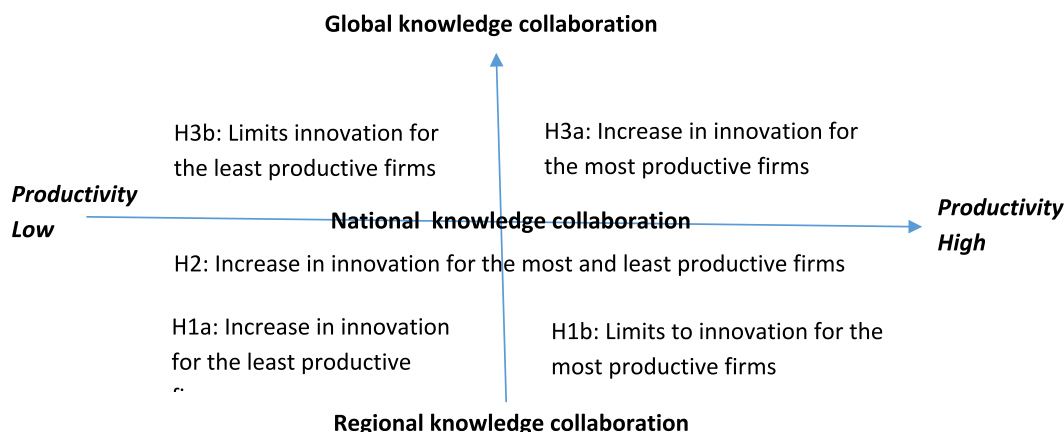 Global knowledge collaboration
H3b: Limits innovation for
the least productive firms
H3a: Increase in innovation for
the most productive firms
Productivity
Low
National knowledge collaboration
Productivity
High
H2: Increase in innovation for the most and least productive firms
H1a: Increase in innovation
for the least productive
H1b: Limits to innovation for the
most productive firms
Regional knowledge collaboration